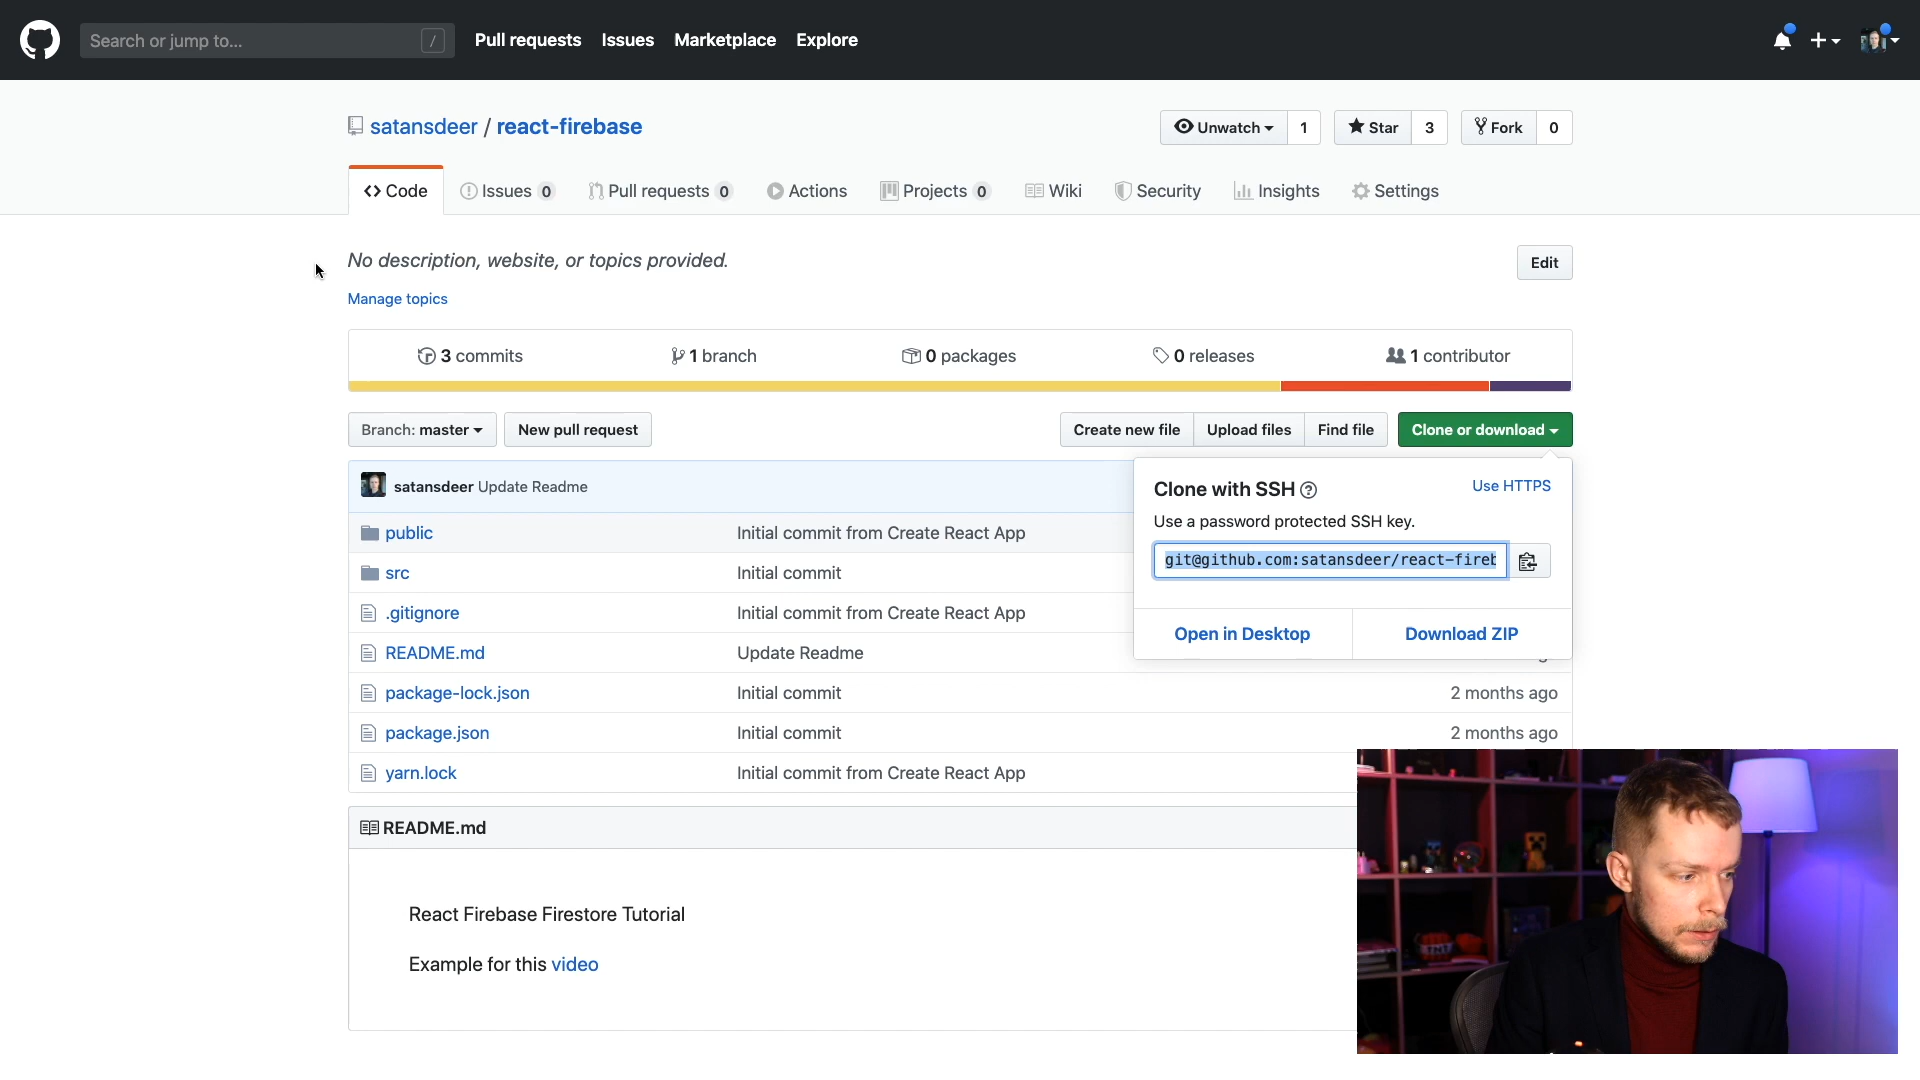 Search or jump to... / Pull requests Issues Marketplace Explore
satansdeer / react-firebase
Unwatch 1 Star 3 Fork 0
Code Issues 0 Pull requests 0 Actions Projects 0 Wiki Security Insights Settings
No description, website, or topics provided.
Edit
Manage topics
3 commits 1 branch 0 packages 0 releases 1 contributor
Branch: master New pull request Create new file Upload files Find file Clone or download
satansdeer Update Readme
Clone with SSH ?
Use HTTPS
Use a password protected SSH key.
git@github.com:satansdeer/react-fireb
Open in Desktop Download ZIP
public Initial commit from Create React App
src Initial commit
.gitignore Initial commit from Create React App
README.md Update Readme
package-lock.json Initial commit 2 months ago
package.json Initial commit 2 months ago
yarn.lock Initial commit from Create React App
README.md
React Firebase Firestore Tutorial
Example for this video
TNT